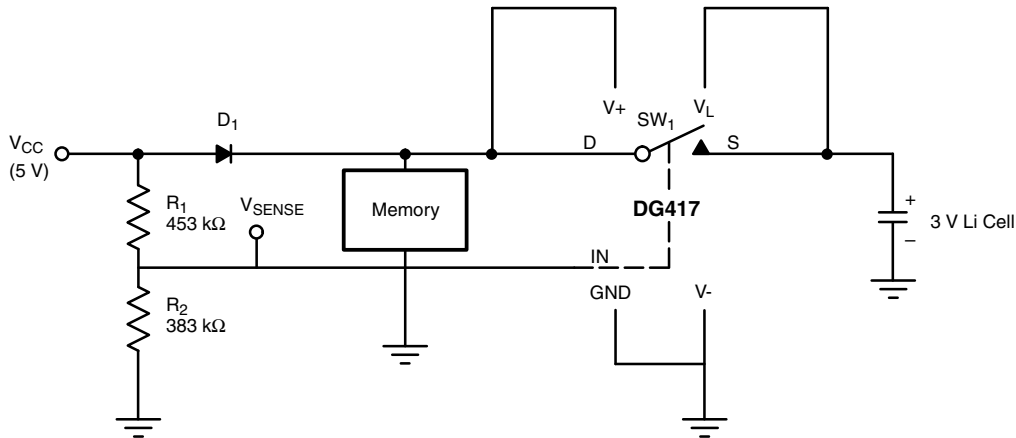 V+
VL
D1
SW1
VCC
(5 V)
D
S
R1
453 kΩ
VSENSE
Memory
DG417
+
–
3 V Li Cell
IN
GND
V-
R2
383 kΩ